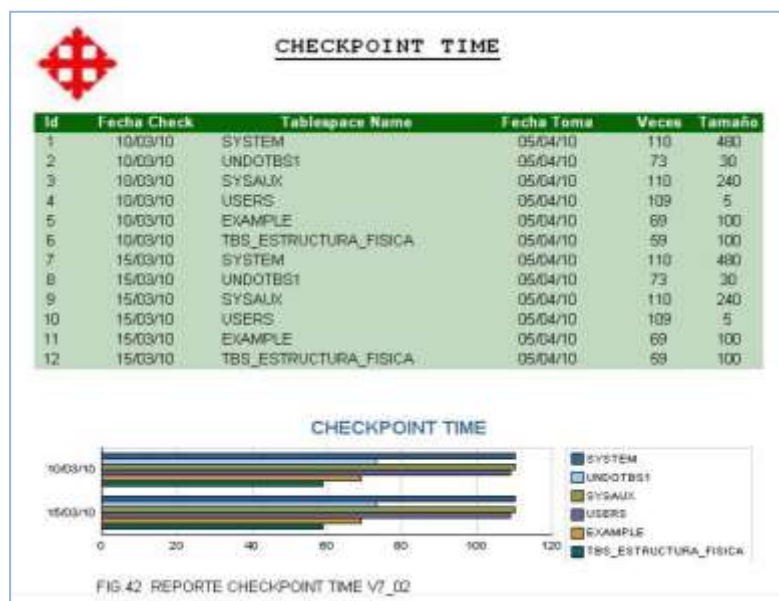 CHECKPOINT TIME
Id Fecha Check Tablespace Name Fecha Toma Veces Tamaño
1 10/03/10 SYSTEM 05/04/10 110 480
2 10/03/10 UNDOTBS1 05/04/10 73 30
3 10/03/10 SYSAUX 05/04/10 110 240
4 10/03/10 USERS 05/04/10 109 5
5 10/03/10 EXAMPLE 05/04/10 69 100
6 10/03/10 TBS_ESTRUCTURA_FISICA 05/04/10 59 100
7 15/03/10 SYSTEM 05/04/10 110 480
8 15/03/10 UNDOTBS1 05/04/10 73 30
9 15/03/10 SYSAUX 05/04/10 110 240
10 15/03/10 USERS 05/04/10 109 5
11 15/03/10 EXAMPLE 05/04/10 69 100
12 15/03/10 TBS_ESTRUCTURA_FISICA 05/04/10 100
CHECKPOINT TIME
10/03/10
15/03/10
0 20 40 60 80 100 120
SYSTEM
UNDOTBS1
SYSAUX
USERS
EXAMPLE
TBS_ESTRUCTURA_FISICA
FIG.42 REPORTE CHECKPOINT TIME V7_02